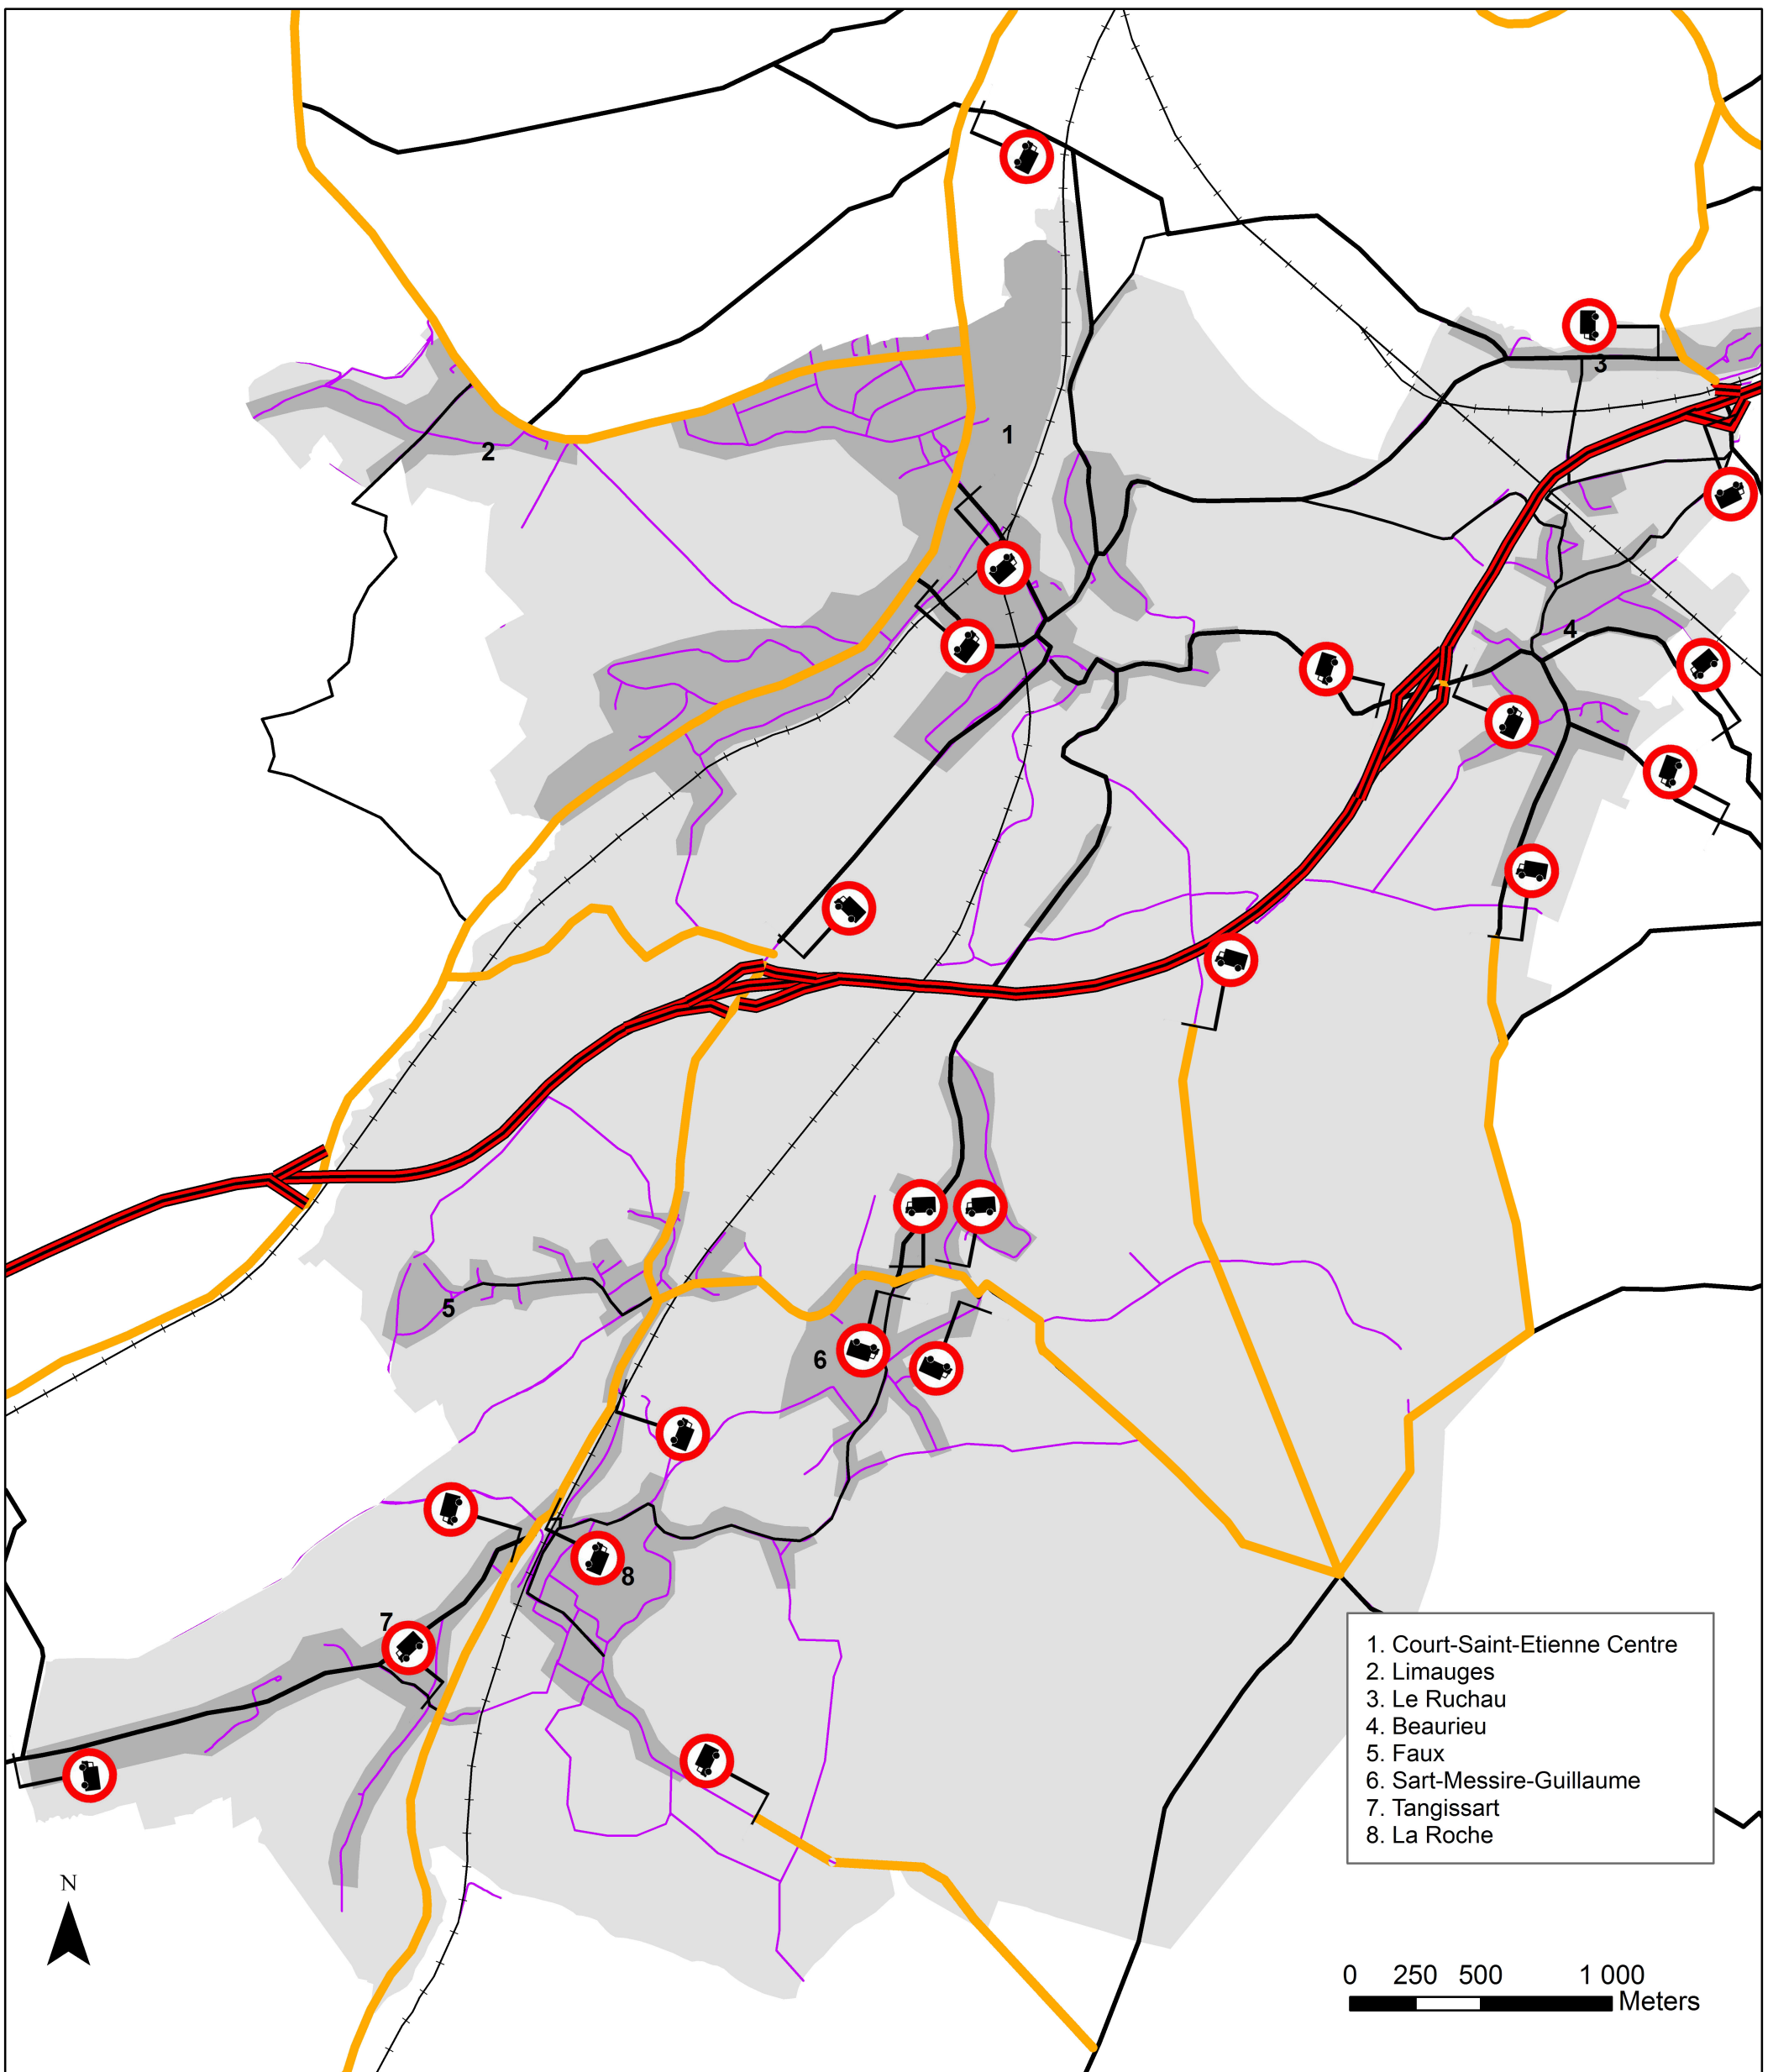 3
1
2
4
5
6
8
7
1. Court-Saint-Etienne Centre
2. Limauges
3. Le Ruchau
4. Beaurieu
5. Faux
6. Sart-Messire-Guillaume
7. Tangissart
8. La Roche
N
0 250 500 1 000
Meters